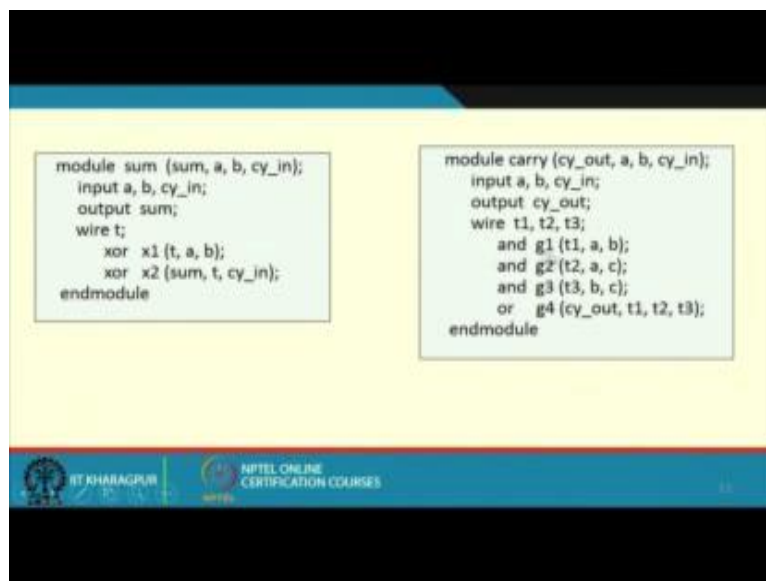 module sum (sum, a, b, cy_in);
input a, b, cy_in;
output sum;
wire t;
xor x1 (t, a, b);
xor x2 (sum, t, cy_in);
endmodule
module carry (cy_out, a, b, cy_in);
input a, b, cy_in;
output cy_out;
wire t1, t2, t3;
and g1 (t1, a, b);
and g2 (t2, a, c);
and g3 (t3, b, c);
or g4 (cy_out, t1, t2, t3);
endmodule
IIT KHARAGPUR
NPTEL ONLINE
CERTIFICATION COURSES
NPTEL